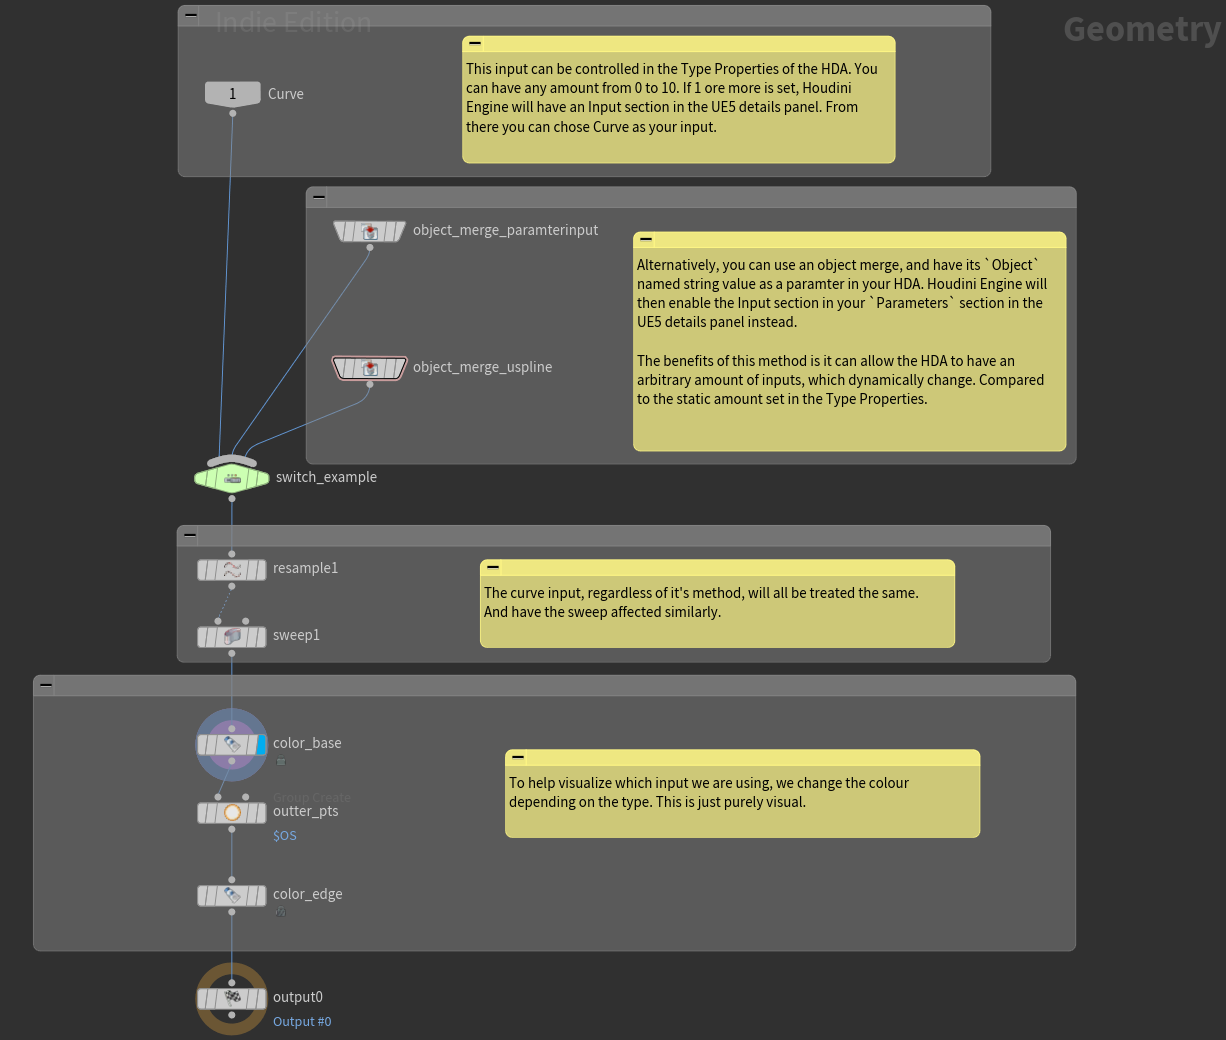 Indie Edition
Geometry
This input can be controlled in the Type Properties of the HDA. You
can have any amount from 0 to 10. If 1 ore more is set, Houdini
Engine will have an Input section in the UE5 details panel. From
there you can chose Curve as your input.
1
Curve
object_merge_paramterinput
Alternatively, you can use an object merge, and have its `Object`
named string value as a paramter in your HDA. Houdini Engine will
then enable the Input section in your `Parameters` section in the
UE5 details panel instead.
The benefits of this method is it can allow the HDA to have an
arbitrary amount of inputs, which dynamically change. Compared
to the static amount set in the Type Properties.
object_merge_uspline
switch_example
resample1
The curve input, regardless of it's method, will all be treated the same.
And have the sweep affected similarly.
sweep1
color_base
To help visualize which input we are using, we change the colour
depending on the type. This is just purely visual.
Group Create
outter_pts
$OS
color_edge
output0
Output #0